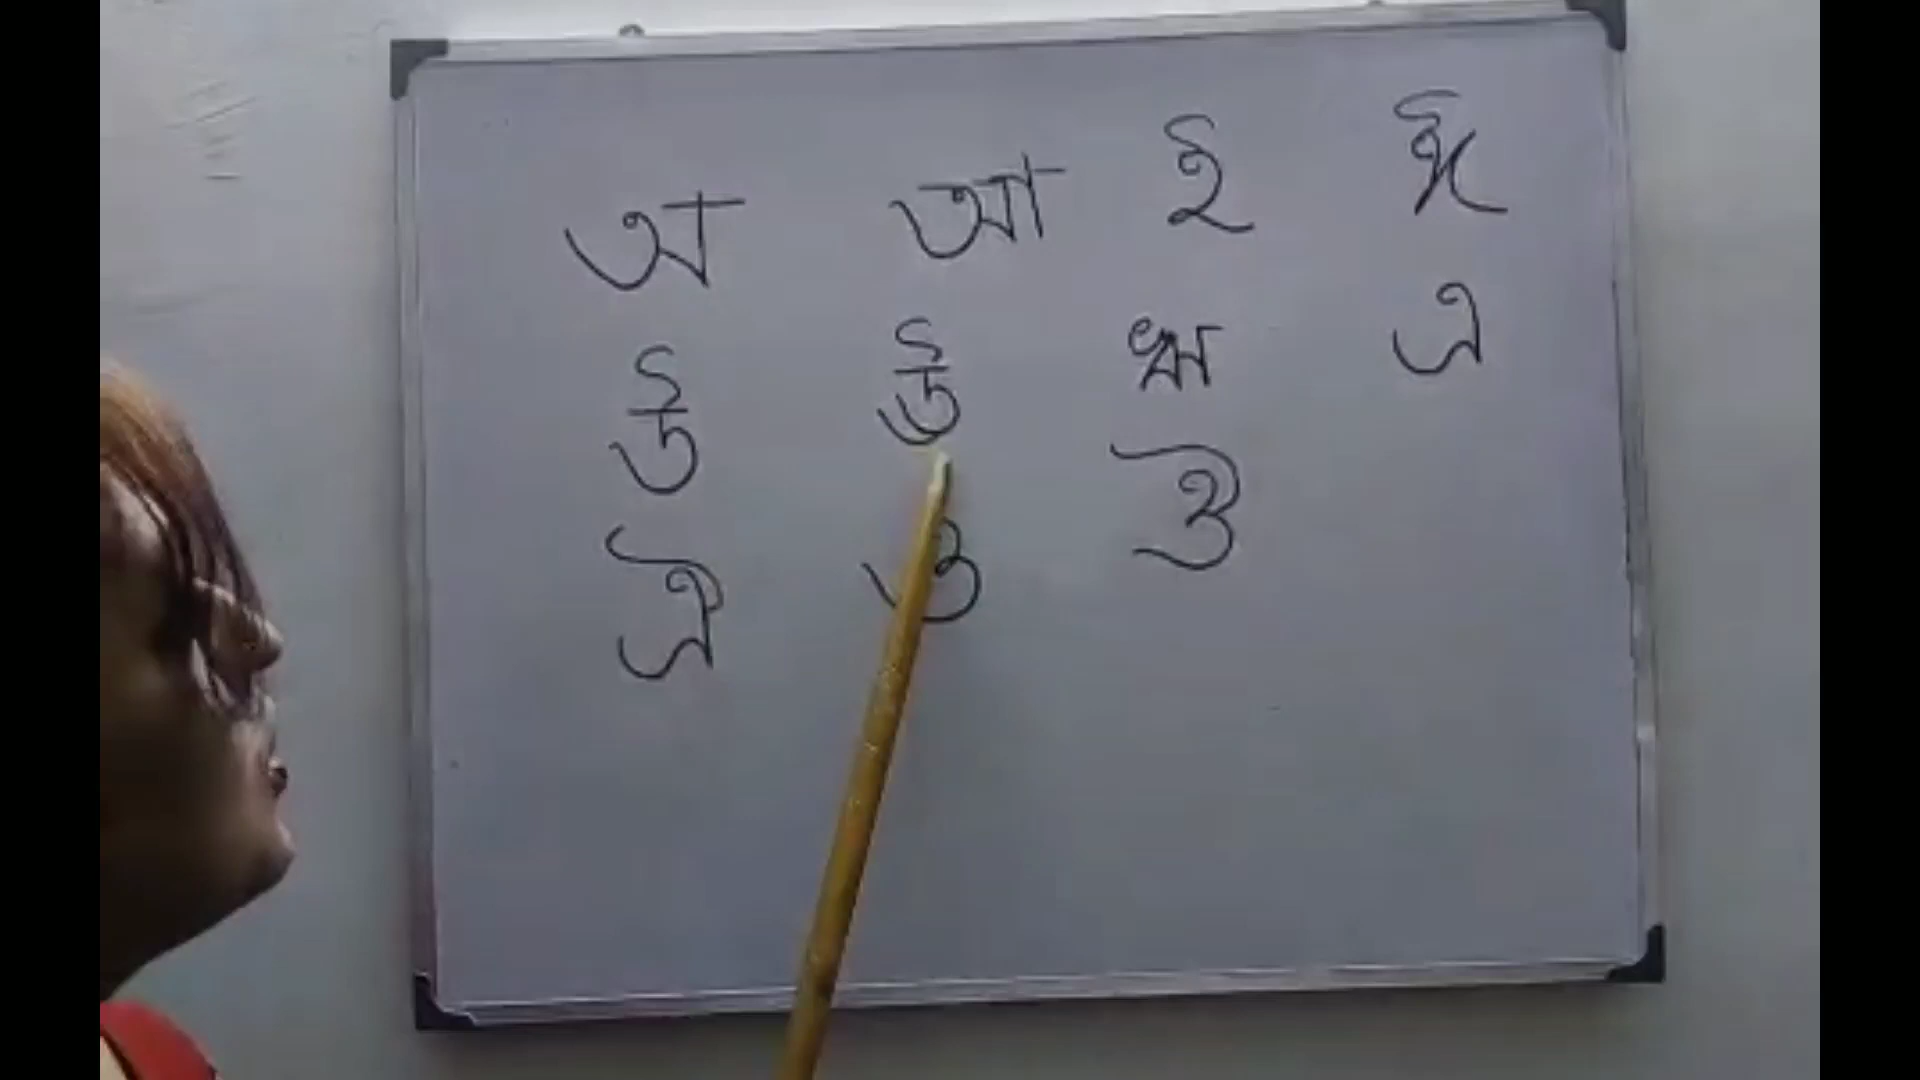 অ আ ই ঈ
উ ঊ ঋ এ
ঐ ও ঔ